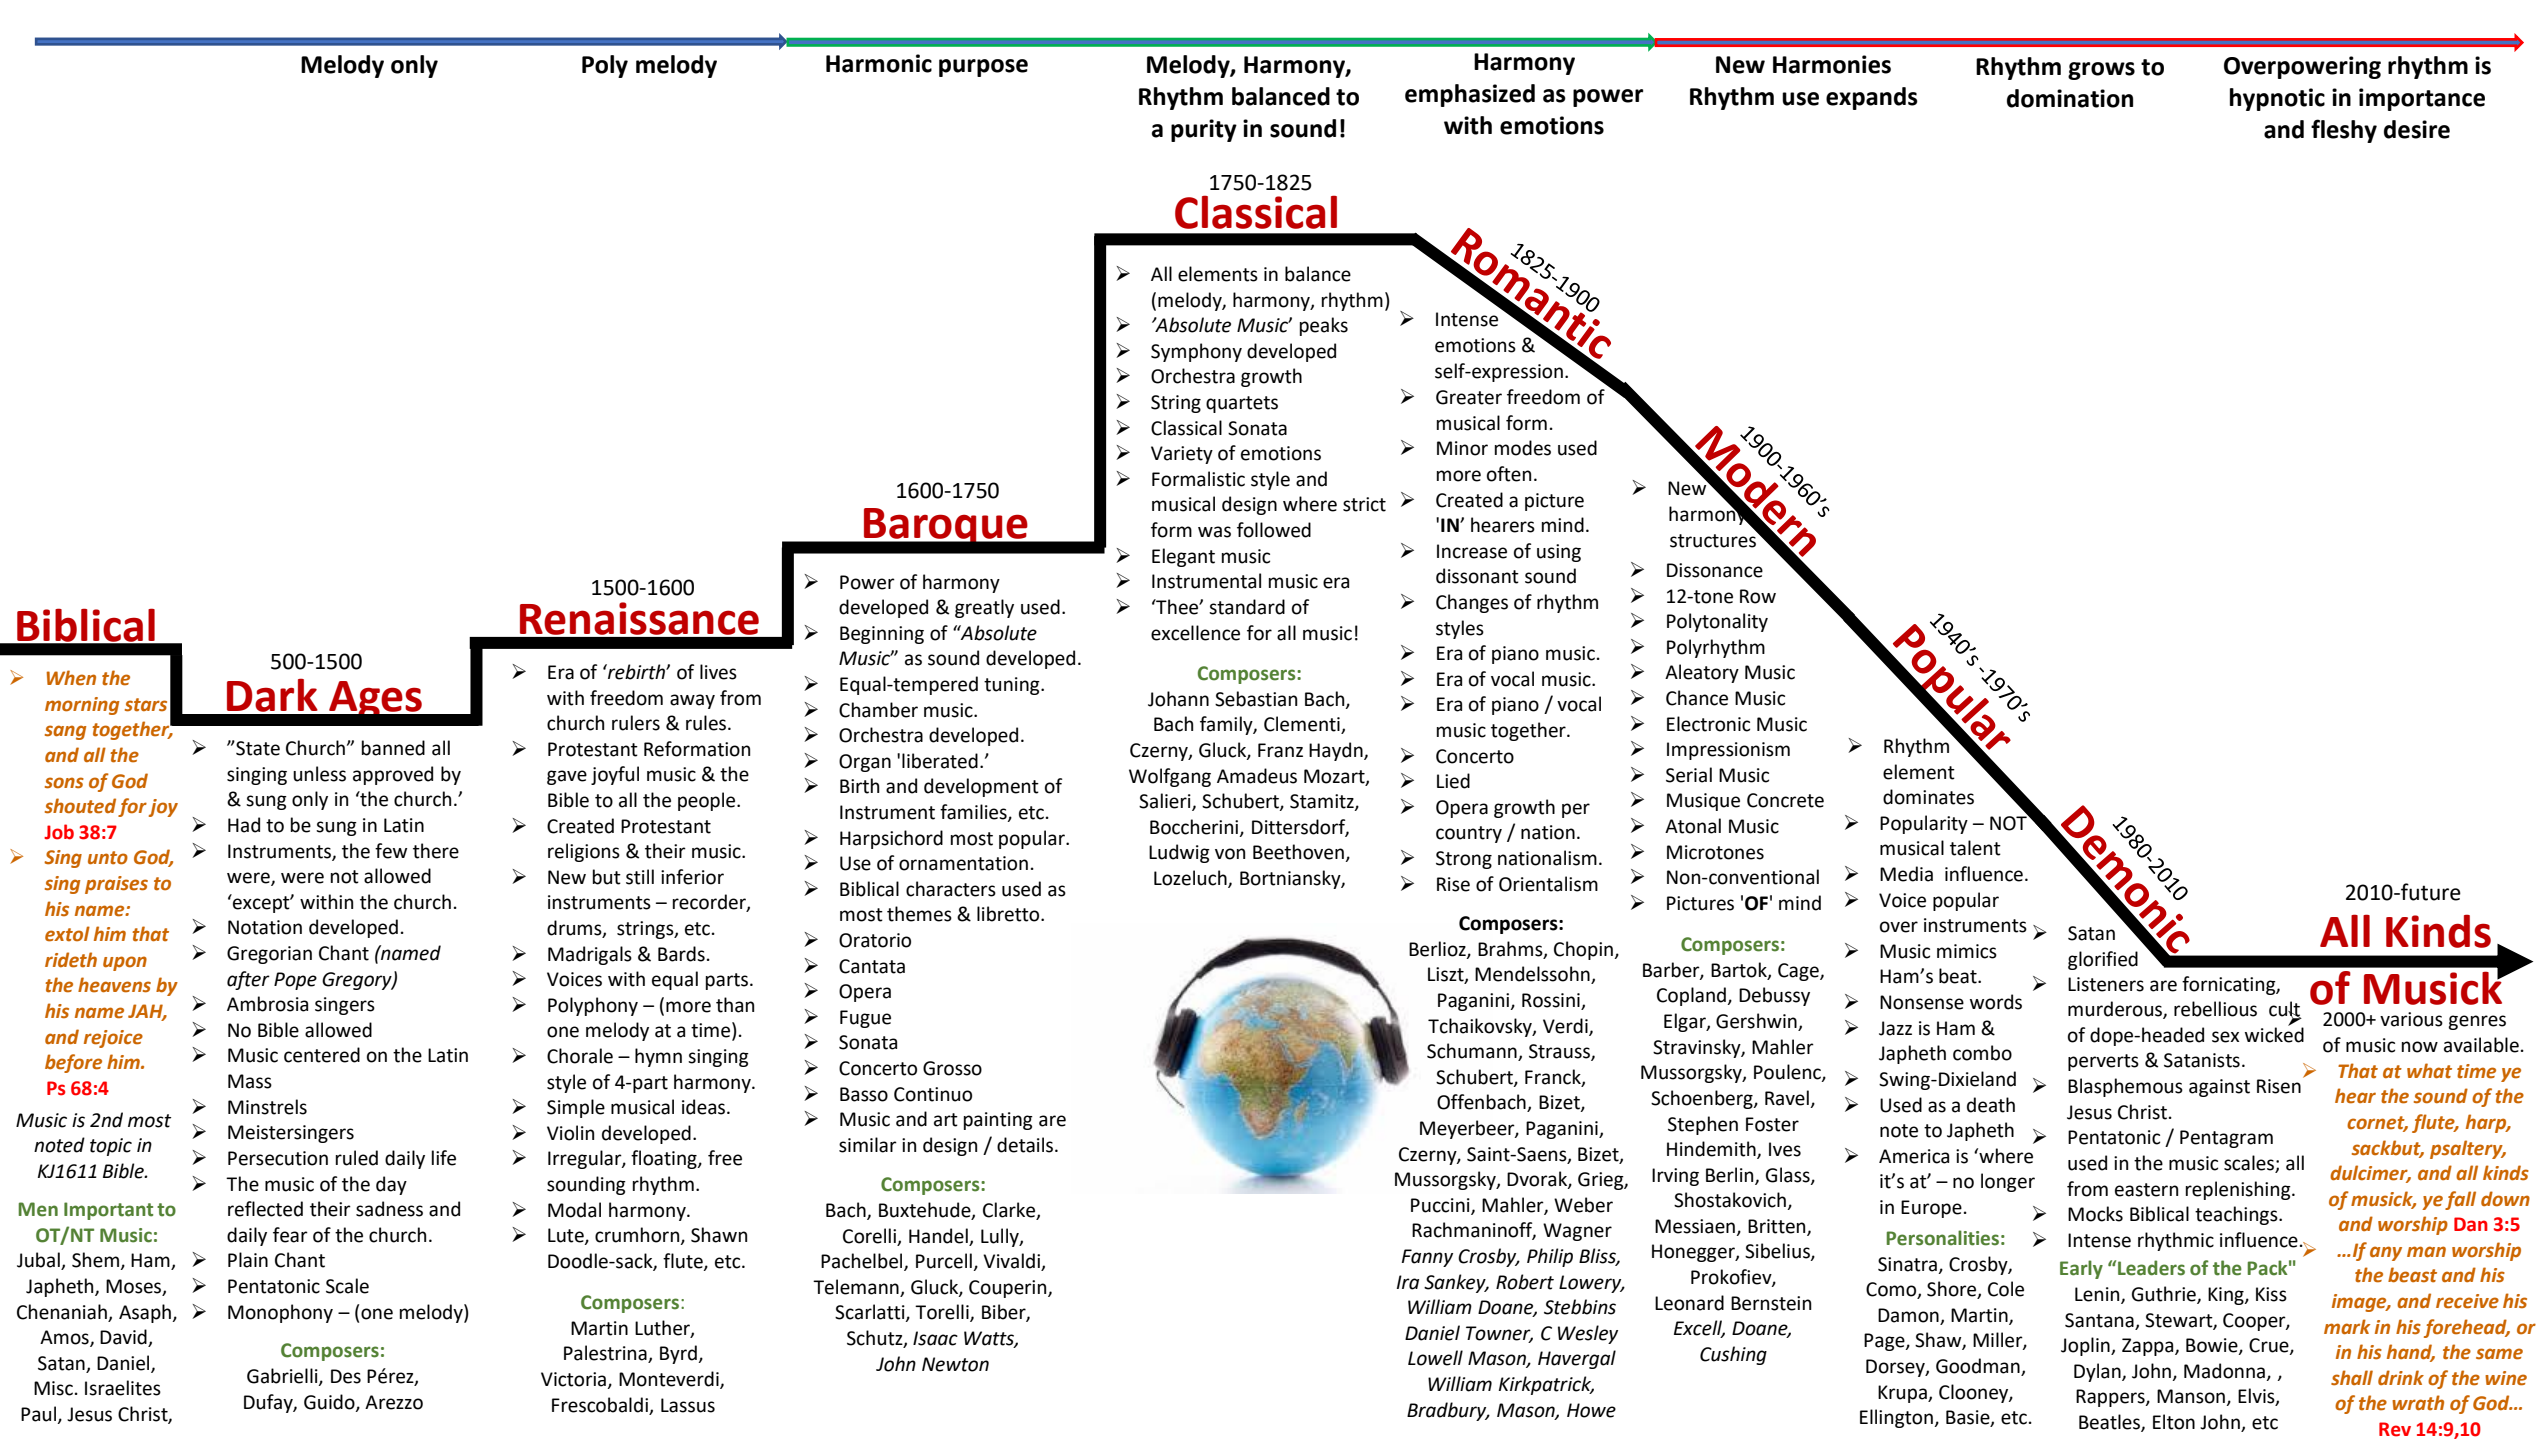 Melody only
Poly melody
Harmonic purpose
Melody, Harmony,
Rhythm balanced to
a purity in sound!
Harmony
emphasized as power
with emotions
New Harmonies
Rhythm use expands
Rhythm grows to
domination
Overpowering rhythm is
hypnotic in importance
and fleshy desire
Biblical
➢ When the
morning stars
sang together,
and all the
sons of God
shouted for joy
Job 38:7
➢ Sing unto God,
sing praises to
his name:
extol him that
rideth upon
the heavens by
his name JAH,
and rejoice
before him.
Ps 68:4
Music is 2nd most
noted topic in
KJ1611 Bible.
Men Important to
OT/NT Music:
Jubal, Shem, Ham,
Japheth, Moses,
Chenaniah, Asaph,
Amos, David,
Satan, Daniel,
Misc. Israelites
Paul, Jesus Christ,
500-1500
Dark Ages
➢ ”State Church” banned all
singing unless approved by
& sung only in ‘the church.’
➢ Had to be sung in Latin
➢ Instruments, the few there
were, were not allowed
‘except’ within the church.
➢ Notation developed.
➢ Gregorian Chant (named
after Pope Gregory)
➢ Ambrosia singers
➢ No Bible allowed
➢ Music centered on the Latin
Mass
➢ Minstrels
➢ Meistersingers
➢ Persecution ruled daily life
➢ The music of the day
reflected their sadness and
daily fear of the church.
➢ Plain Chant
➢ Pentatonic Scale
➢ Monophony – (one melody)
Composers:
Gabrielli, Des Pérez,
Dufay, Guido, Arezzo
1500-1600
Renaissance
➢ Era of ‘rebirth’ of lives
with freedom away from
church rulers & rules.
➢ Protestant Reformation
gave joyful music & the
Bible to all the people.
➢ Created Protestant
religions & their music.
➢ New but still inferior
instruments – recorder,
drums, strings, etc.
➢ Madrigals & Bards.
➢ Voices with equal parts.
➢ Polyphony – (more than
one melody at a time).
➢ Chorale – hymn singing
style of 4-part harmony.
➢ Simple musical ideas.
➢ Violin developed.
➢ Irregular, floating, free
sounding rhythm.
➢ Modal harmony.
➢ Lute, crumhorn, Shawn
Doodle-sack, flute, etc.
Composers:
Martin Luther,
Palestrina, Byrd,
Victoria, Monteverdi,
Frescobaldi, Lassus
1600-1750
Baroque
➢ Power of harmony
developed & greatly used.
➢ Beginning of “Absolute
Music” as sound developed.
➢ Equal-tempered tuning.
➢ Chamber music.
➢ Orchestra developed.
➢ Organ 'liberated.’
➢ Birth and development of
Instrument families, etc.
➢ Harpsichord most popular.
➢ Use of ornamentation.
➢ Biblical characters used as
most themes & libretto.
➢ Oratorio
➢ Cantata
➢ Opera
➢ Fugue
➢ Sonata
➢ Concerto Grosso
➢ Basso Continuo
➢ Music and art painting are
similar in design / details.
Composers:
Bach, Buxtehude, Clarke,
Corelli, Handel, Lully,
Pachelbel, Purcell, Vivaldi,
Telemann, Gluck, Couperin,
Scarlatti, Torelli, Biber,
Schutz, Isaac Watts,
John Newton
1750-1825
Classical
➢ All elements in balance
(melody, harmony, rhythm)
➢ ’Absolute Music’ peaks
➢ Symphony developed
➢ Orchestra growth
➢ String quartets
➢ Classical Sonata
➢ Variety of emotions
➢ Formalistic style and
musical design where strict
form was followed
➢ Elegant music
➢ Instrumental music era
➢ ‘Thee’ standard of
excellence for all music!
Composers:
Johann Sebastian Bach,
Bach family, Clementi,
Czerny, Gluck, Franz Haydn,
Wolfgang Amadeus Mozart,
Salieri, Schubert, Stamitz,
Boccherini, Dittersdorf,
Ludwig von Beethoven,
Lozeluch, Bortniansky,
1825-1900
Romantic
➢ Intense
emotions &
self-expression.
➢ Greater freedom of
musical form.
➢ Minor modes used
more often.
➢ Created a picture
'IN’ hearers mind.
➢ Increase of using
dissonant sound
➢ Changes of rhythm
styles
➢ Era of piano music.
➢ Era of vocal music.
➢ Era of piano / vocal
music together.
➢ Concerto
➢ Lied
➢ Opera growth per
country / nation.
➢ Strong nationalism.
➢ Rise of Orientalism
Composers:
Berlioz, Brahms, Chopin,
Liszt, Mendelssohn,
Paganini, Rossini,
Tchaikovsky, Verdi,
Schumann, Strauss,
Schubert, Franck,
Offenbach, Bizet,
Meyerbeer, Paganini,
Czerny, Saint-Saens, Bizet,
Mussorgsky, Dvorak, Grieg,
Puccini, Mahler, Weber
Rachmaninoff, Wagner
Fanny Crosby, Philip Bliss,
Ira Sankey, Robert Lowery,
William Doane, Stebbins
Daniel Towner, C Wesley
Lowell Mason, Havergal
William Kirkpatrick,
Bradbury, Mason, Howe
1900-1960’s
Modern
➢ New
harmony
structures
➢ Dissonance
➢ 12-tone Row
➢ Polytonality
➢ Polyrhythm
➢ Aleatory Music
➢ Chance Music
➢ Electronic Music
➢ Impressionism
➢ Serial Music
➢ Musique Concrete
➢ Atonal Music
➢ Microtones
➢ Non-conventional
➢ Pictures 'OF' mind
Composers:
Barber, Bartok, Cage,
Copland, Debussy
Elgar, Gershwin,
Stravinsky, Mahler
Mussorgsky, Poulenc,
Schoenberg, Ravel,
Stephen Foster
Hindemith, Ives
Irving Berlin, Glass,
Shostakovich,
Messiaen, Britten,
Honegger, Sibelius,
Prokofiev,
Leonard Bernstein
Excell, Doane,
Cushing
1940’s -1970’s
Popular
➢ Rhythm
element
dominates
➢ Popularity – NOT
musical talent
➢ Media influence.
➢ Voice popular
over instruments
➢ Music mimics
Ham’s beat.
➢ Nonsense words
➢ Jazz is Ham &
Japheth combo
➢ Swing-Dixieland
➢ Used as a death
note to Japheth
➢ America is ‘where
it’s at’ – no longer
in Europe.
Personalities:
Sinatra, Crosby,
Como, Shore, Cole
Damon, Martin,
Page, Shaw, Miller,
Dorsey, Goodman,
Krupa, Clooney,
Ellington, Basie, etc.
1980-2010
Demonic
➢ Satan
glorified
➢ Listeners are fornicating,
murderous, rebellious cult
of dope-headed sex wicked
perverts & Satanists.
➢ Blasphemous against Risen
Jesus Christ.
➢ Pentatonic / Pentagram
used in the music scales; all
from eastern replenishing.
➢ Mocks Biblical teachings.
➢ Intense rhythmic influence.
Early “Leaders of the Pack"
Lenin, Guthrie, King, Kiss
Santana, Stewart, Cooper,
Joplin, Zappa, Bowie, Crue,
Dylan, John, Madonna, ,
Rappers, Manson, Elvis,
Beatles, Elton John, etc
2010-future
All Kinds
of Musick
➢ 2000+ various genres
of music now available.
➢ That at what time ye
hear the sound of the
cornet, flute, harp,
sackbut, psaltery,
dulcimer, and all kinds
of musick, ye fall down
and worship Dan 3:5
➢ …If any man worship
the beast and his
image, and receive his
mark in his forehead, or
in his hand, the same
shall drink of the wine
of the wrath of God…
Rev 14:9,10